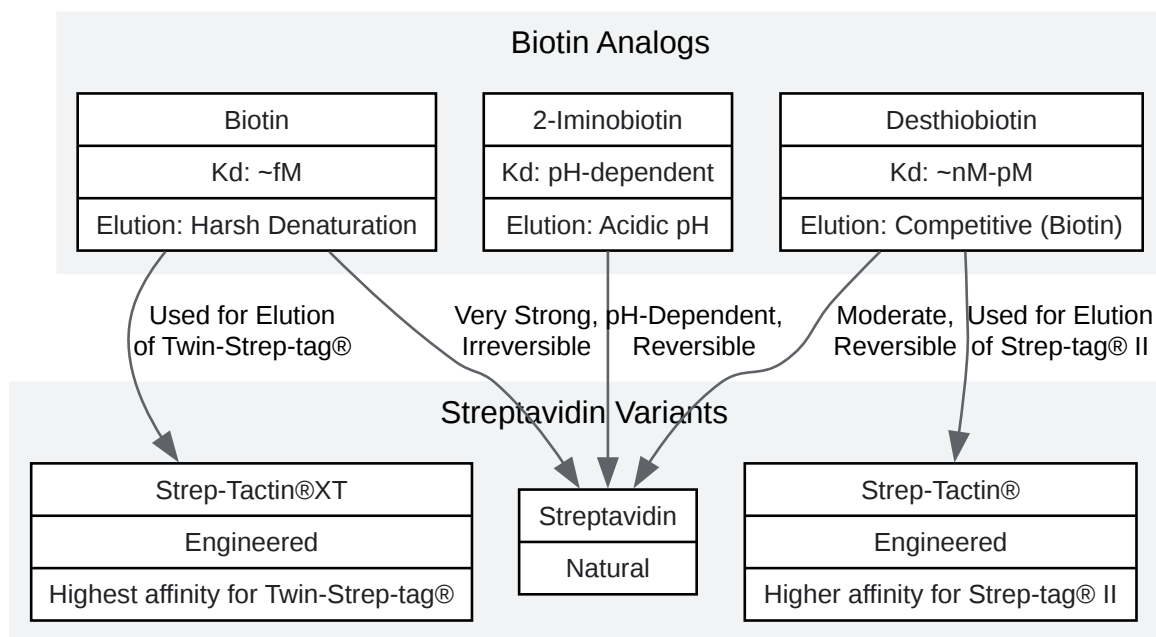 Biotin Analogs
Biotin
Kd: ~fM
Elution: Harsh Denaturation
2-Iminobiotin
Kd: pH-dependent
Elution: Acidic pH
Desthiobiotin
Kd: ~nM-pM
Elution: Competitive (Biotin)
Used for Elution
of Twin-Strep-tag®
Very Strong,
Irreversible
pH-Dependent,
Reversible
Moderate,
Reversible
Used for Elution
of Strep-tag® II
Streptavidin Variants
Strep-Tactin®XT
Engineered
Highest affinity for Twin-Strep-tag®
Streptavidin
Natural
Strep-Tactin®
Engineered
Higher affinity for Strep-tag® II